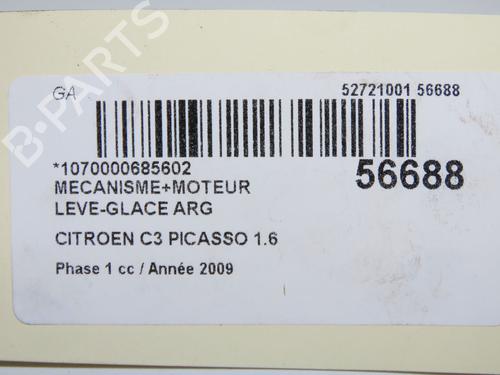 GA
52721001 56688
*1070000685602
56688
MECANISME+MOTEUR
LEVE-GLACE ARG
CITROEN C3 PICASSO 1.6
Phase 1 cc / Année 2009
B-PARTS